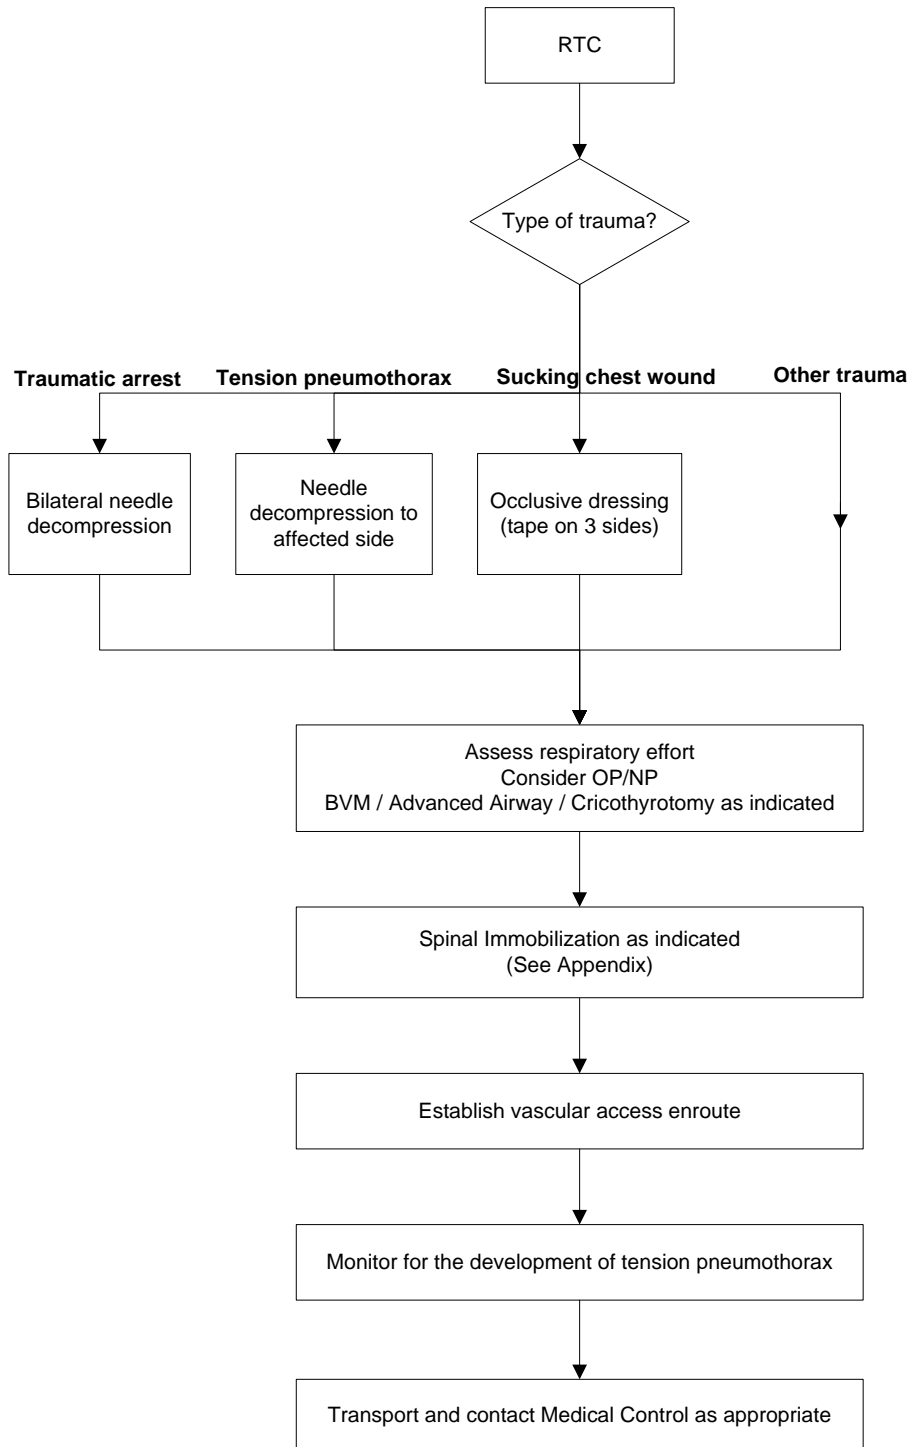 RTC
Type of trauma?
Traumatic arrest
Tension pneumothorax
Sucking chest wound
Other trauma
Bilateral needle
decompression
Needle
decompression to
affected side
Occlusive dressing
(tape on 3 sides)
Assess respiratory effort
Consider OP/NP
BVM / Advanced Airway / Cricothyrotomy as indicated
Spinal Immobilization as indicated
(See Appendix)
Establish vascular access enroute
Monitor for the development of tension pneumothorax
Transport and contact Medical Control as appropriate